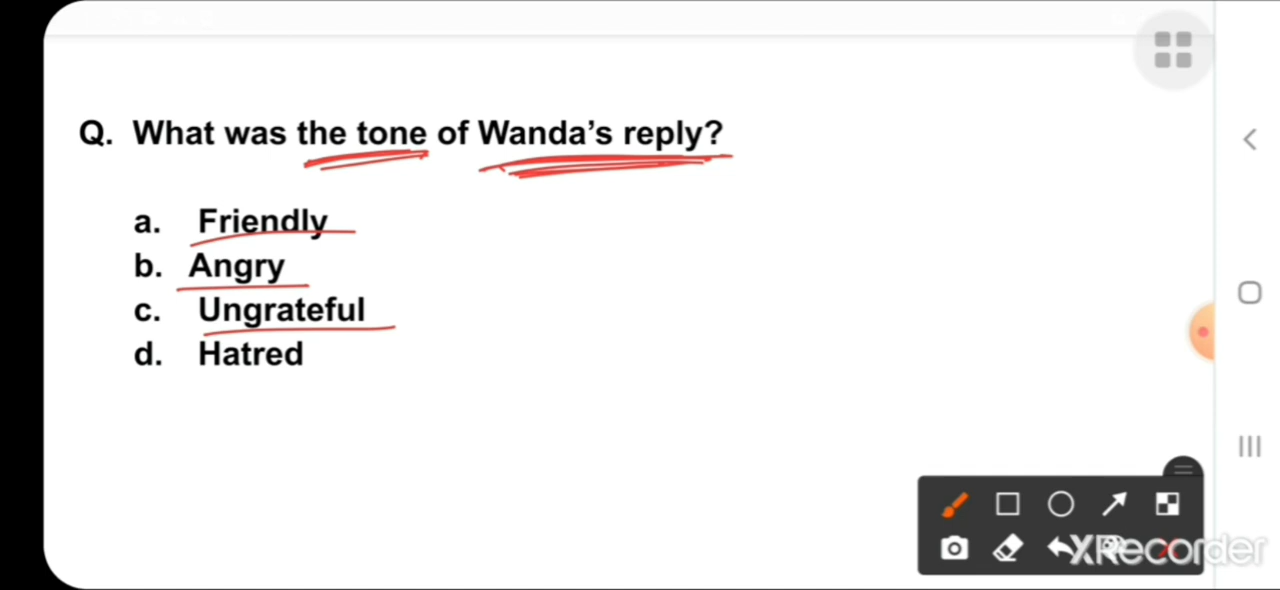 Q. What was the tone of Wanda's reply?
a. Friendly
b. Angry
c. Ungrateful
d. Hatred
XRecorder